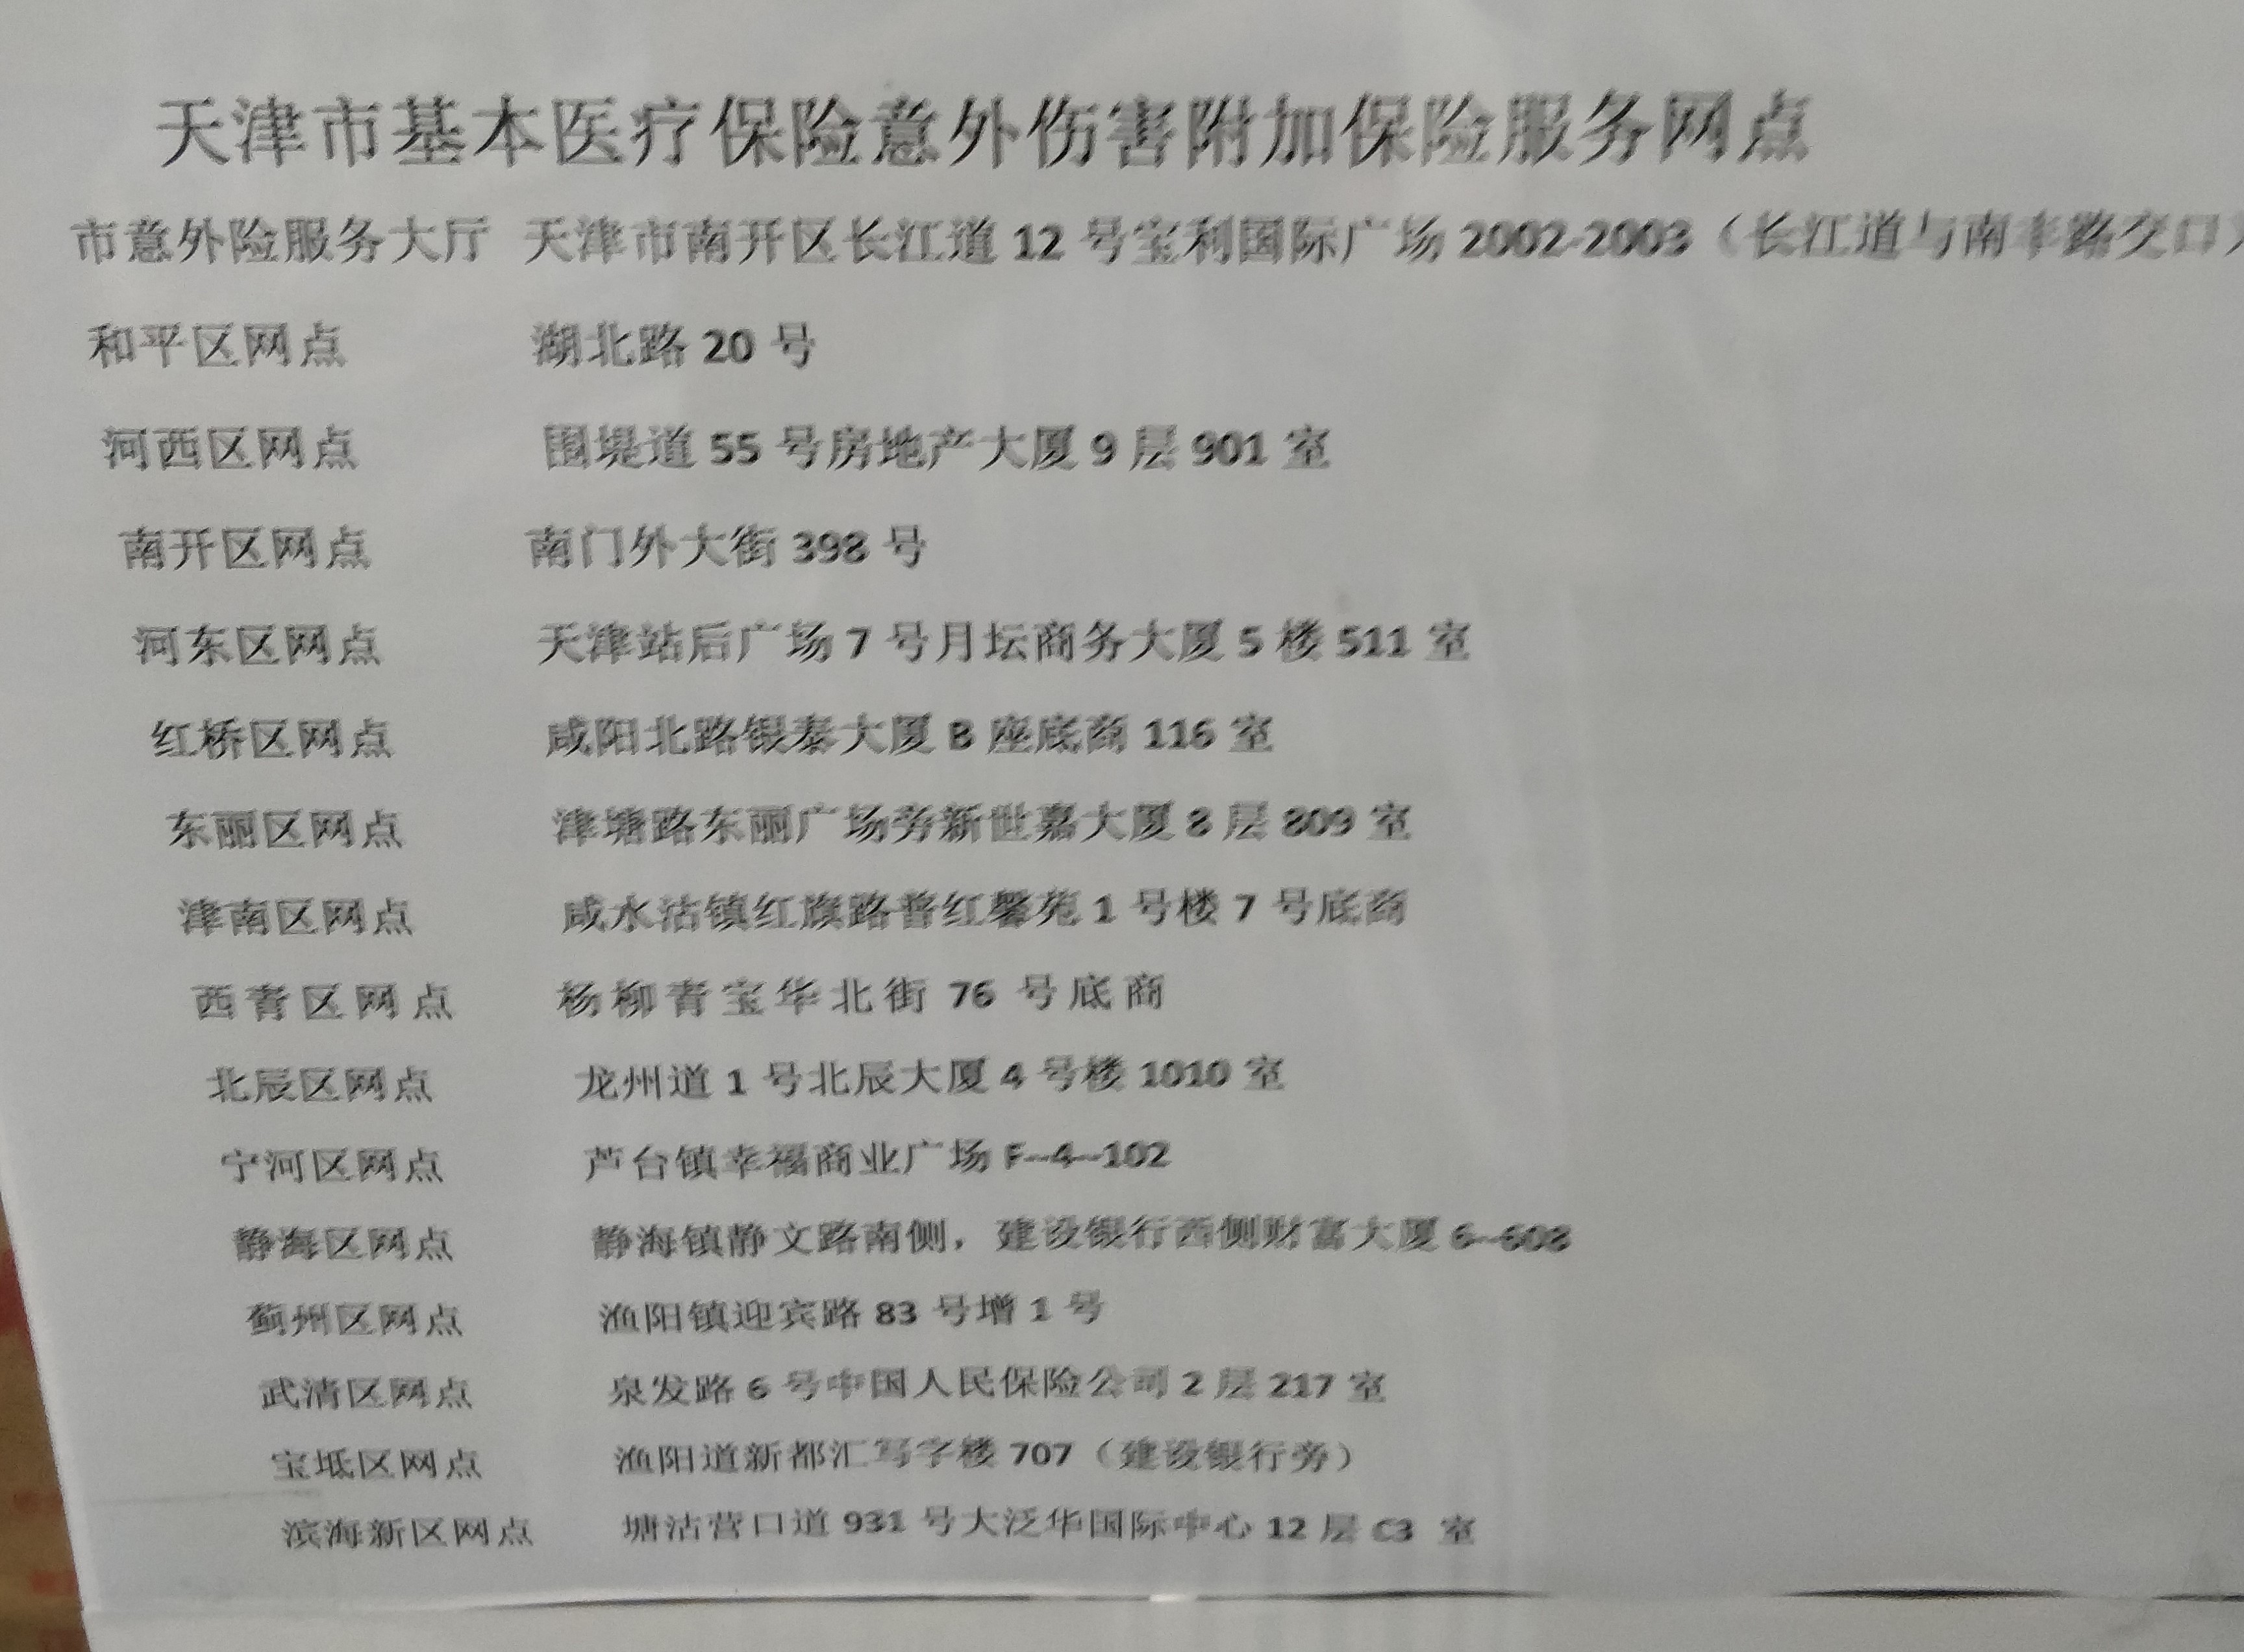 天津市基本医疗保险意外伤害附加保险服务网点
市意外险服务大厅 天津市南开区长江道 12 号宝利国际广场 2002-2003（长江道与南丰路交口）
和平区网点 湖北路 20 号
河西区网点 围堤道 55 号房地产大厦 9 层 901 室
南开区网点 南门外大街 398 号
河东区网点 天津站后广场 7 号月坛商务大厦 5 楼 511 室
红桥区网点 咸阳北路银泰大厦 B 座底商 116 室
东丽区网点 津塘路东丽广场旁新世嘉大厦 8 层 809 室
津南区网点 咸水沽镇红旗路普红馨苑 1 号楼 7 号底商
西青区网点 杨柳青宝华北街 76 号底商
北辰区网点 龙州道 1 号北辰大厦 4 号楼 1010 室
宁河区网点 芦台镇幸福商业广场 F--4--102
静海区网点 静海镇静文路南侧，建设银行西侧财富大厦 6--608
蓟州区网点 渔阳镇迎宾路 83 号增 1 号
武清区网点 泉发路 6 号中国人民保险公司 2 层 217 室
宝坻区网点 渔阳道新都汇写字楼 707（建设银行旁）
滨海新区网点 塘沽营口道 931 号大泛华国际中心 12 层 C3 室